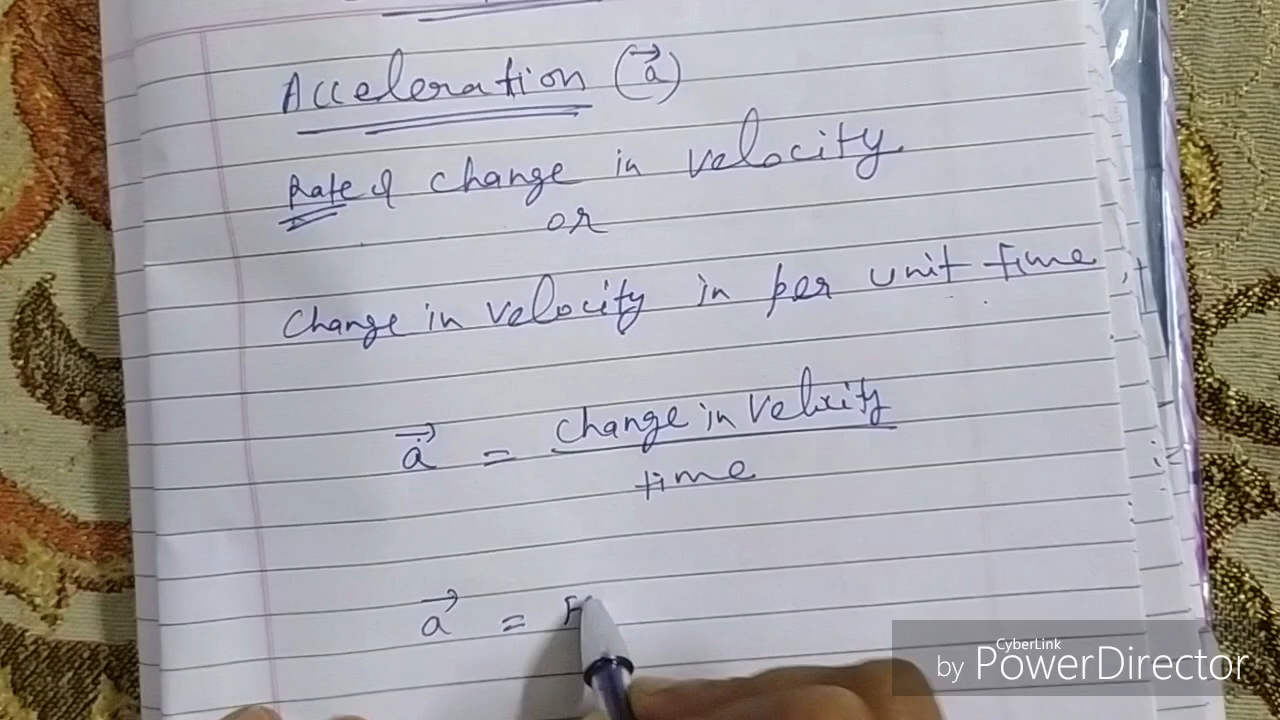 Acceleration (a⃗)
Rate of change in velocity.
or
Change in velocity in per unit time
a⃗ = change in velocity / time
a⃗ = F
CyberLink
by PowerDirector